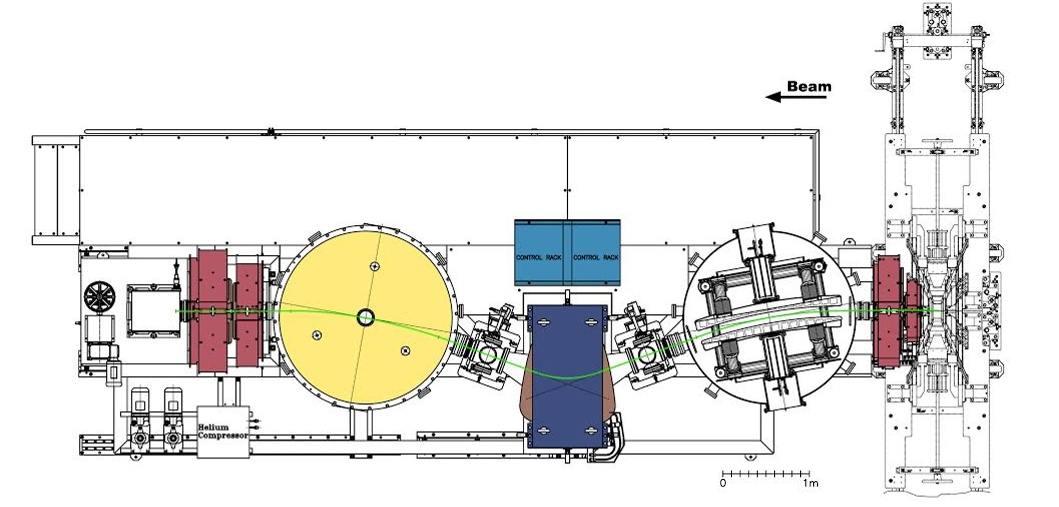 Beam
CONTROL RACK CONTROL RACK
Helium
Compressor
0 1m